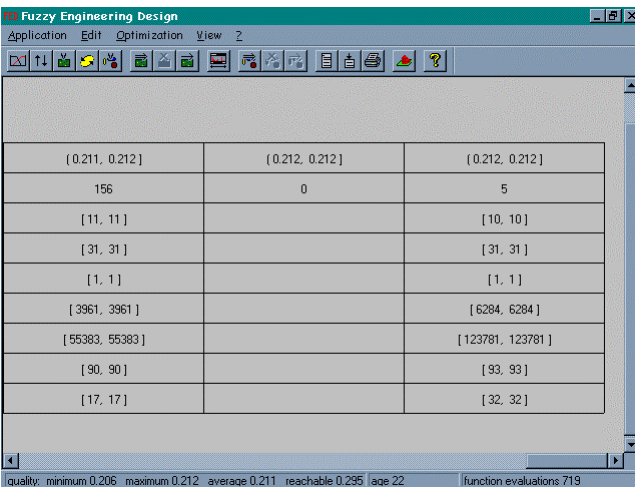 Fuzzy Engineering Design
Application Edit Optimization View ?
[ 0.211, 0.212 ] [ 0.212, 0.212 ] [ 0.212, 0.212 ]
156 0 5
[ 11, 11 ] [ 10, 10 ]
[ 31, 31 ] [ 31, 31 ]
[ 1, 1 ] [ 1, 1 ]
[ 3961, 3961 ] [ 6284, 6284 ]
[ 55383, 55383 ] [ 123781, 123781 ]
[ 90, 90 ] [ 93, 93 ]
[ 17, 17 ] [ 32, 32 ]
quality: minimum 0.206 maximum 0.212 average 0.211 reachable 0.295 age 22 function evaluations 719